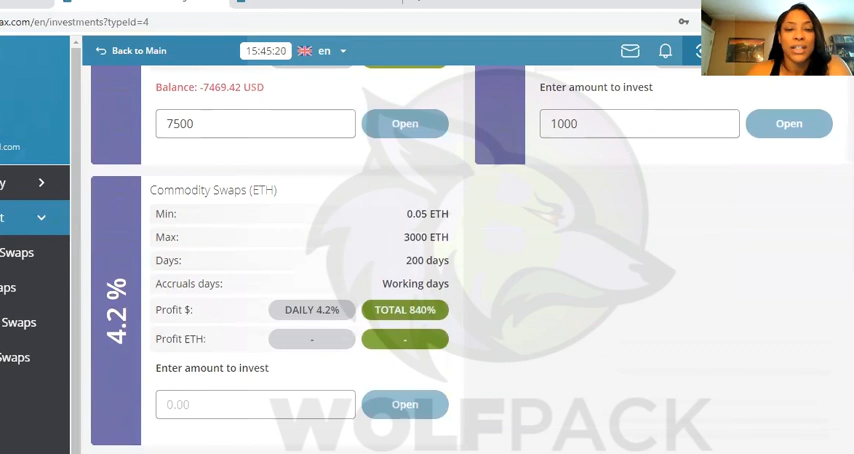 ax.com/en/investments?typeId=4
Back to Main
15:45:20
en
Balance: -7469.42 USD
7500
Open
Enter amount to invest
1000
Open
.com
y
t
Swaps
aps
Swaps
Swaps
4.2 %
Commodity Swaps (ETH)
Min: 0.05 ETH
Max: 3000 ETH
Days: 200 days
Accruals days: Working days
Profit $: DAILY 4.2% TOTAL 840%
Profit ETH: - -
Enter amount to invest
0.00
Open
WOLFPACK